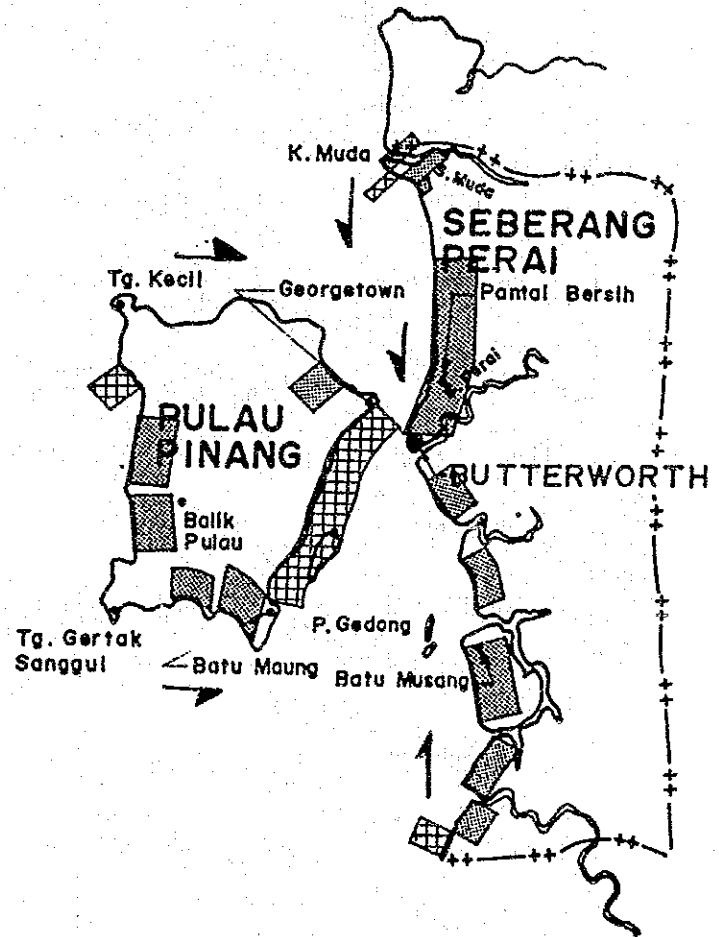 K. Muda
S. Muda
SEBERANG
PERAI
Tg. Kecil
Georgetown
Pantai Bersih
S. Perai
PULAU
PINANG
BUTTERWORTH
Balik
Pulau
P. Gedong
Tg. Gertak
Sanggul
Batu Maung
Batu Musang